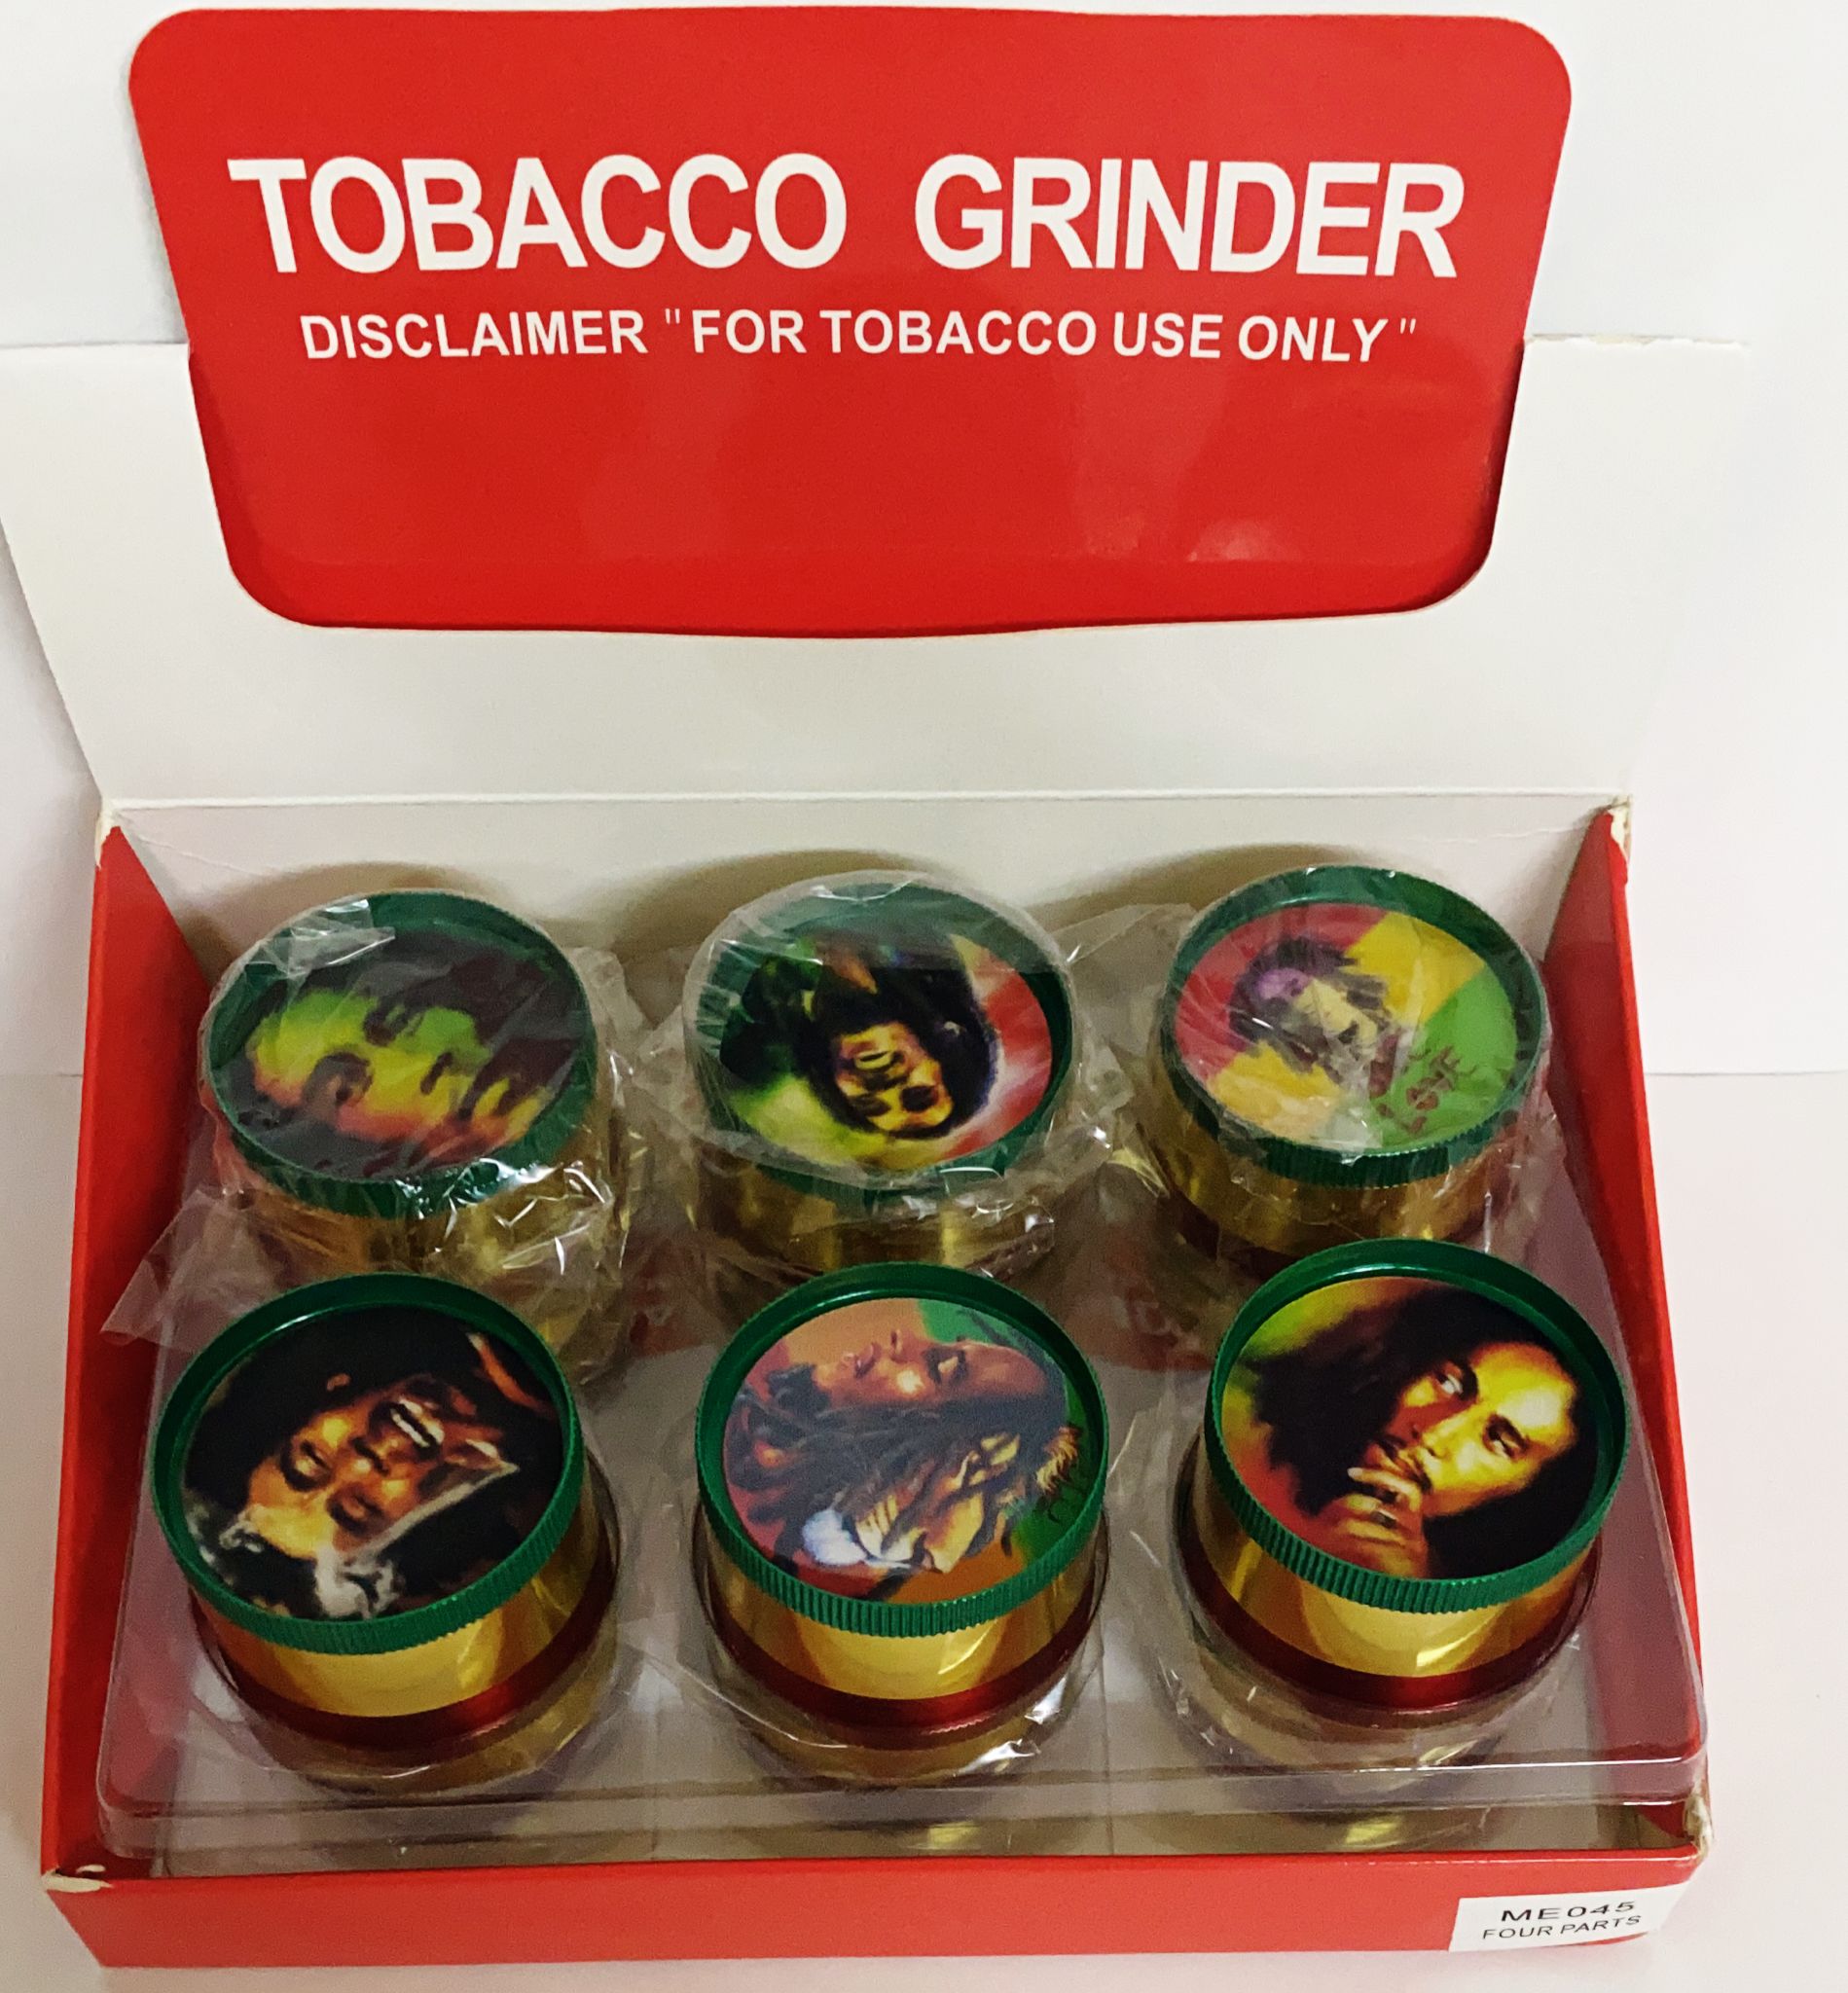 TOBACCO GRINDER
DISCLAIMER "FOR TOBACCO USE ONLY"
ME045
FOUR PARTS